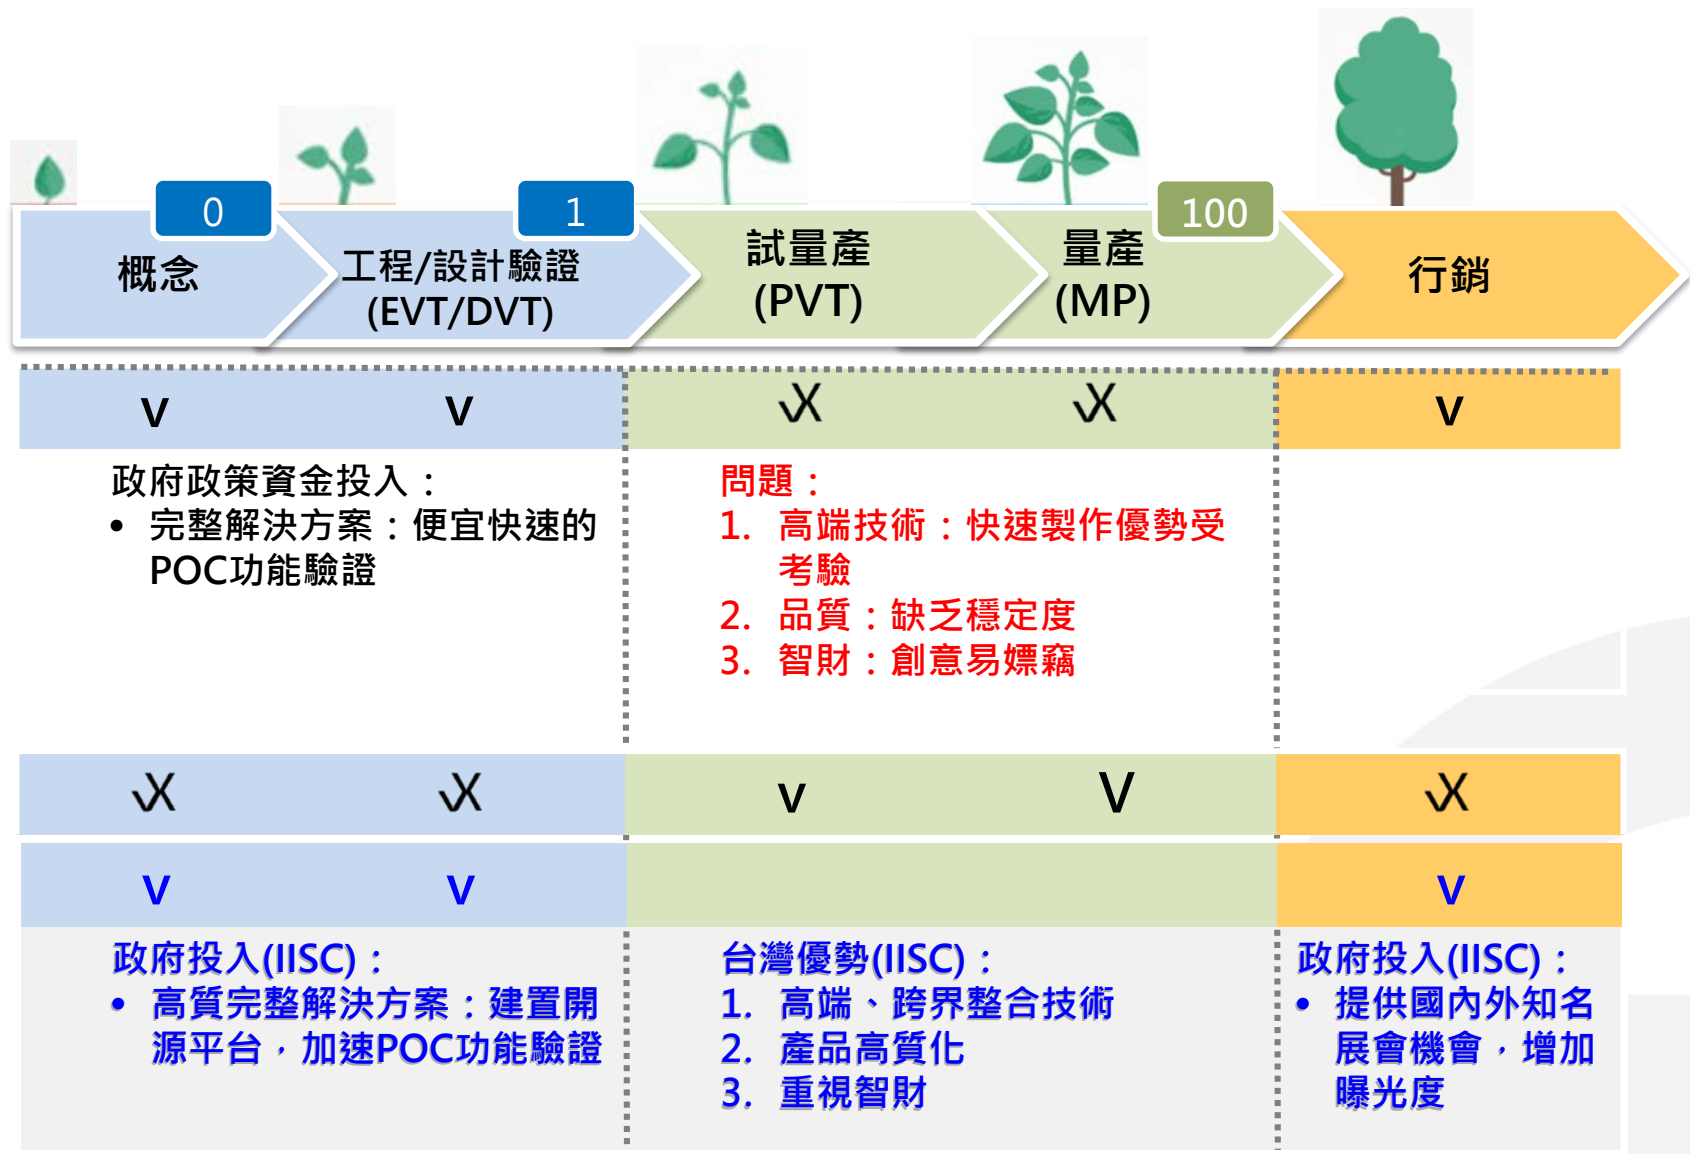 0
1
100
概念
工程/設計驗證
(EVT/DVT)
試量產
(PVT)
量產
(MP)
行銷
V
V
√X
√X
V
政府政策資金投入：
• 完整解決方案：便宜快速的
POC功能驗證
問題：
1. 高端技術：快速製作優勢受
考驗
2. 品質：缺乏穩定度
3. 智財：創意易嫖竊
√X
√X
V
V
√X
V
V
V
政府投入(IISC)：
• 高質完整解決方案：建置開
源平台，加速POC功能驗證
台灣優勢(IISC)：
1. 高端、跨界整合技術
2. 產品高質化
3. 重視智財
政府投入(IISC)：
• 提供國內外知名
展會機會，增加
曝光度